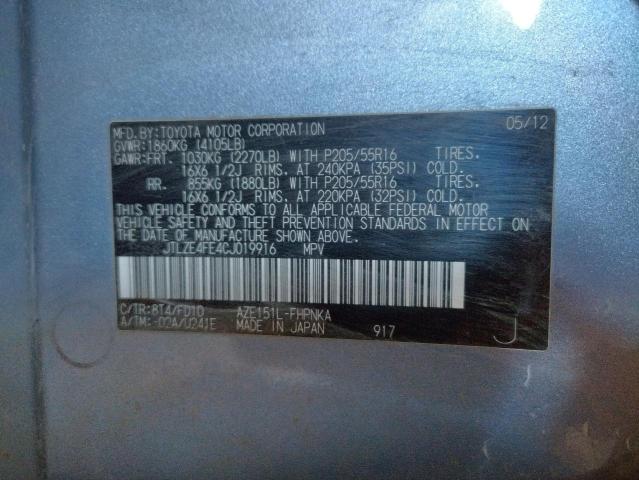 MFD.BY:TOYOTA MOTOR CORPORATION 05/12
GVWR:1860KG (4105LB)
GAWR:FRT. 1030KG (2270LB) WITH P205/55R16 TIRES.
16X6 1/2J RIMS. AT 240KPA (35PSI) COLD.
RR. 855KG (1880LB) WITH P205/55R16 TIRES.
16X6 1/2J RIMS. AT 220KPA (32PSI) COLD.
THIS VEHICLE CONFORMS TO ALL APPLICABLE FEDERAL MOTOR
VEHICLE SAFETY AND THEFT PREVENTION STANDARDS IN EFFECT ON
THE DATE OF MANUFACTURE SHOWN ABOVE.
JTLZE4FE4CJ019916 MPV
C/TR:8T4/FD10 AZE151L-FHPNKA
A/TM:-02A/U241E MADE IN JAPAN 917 J